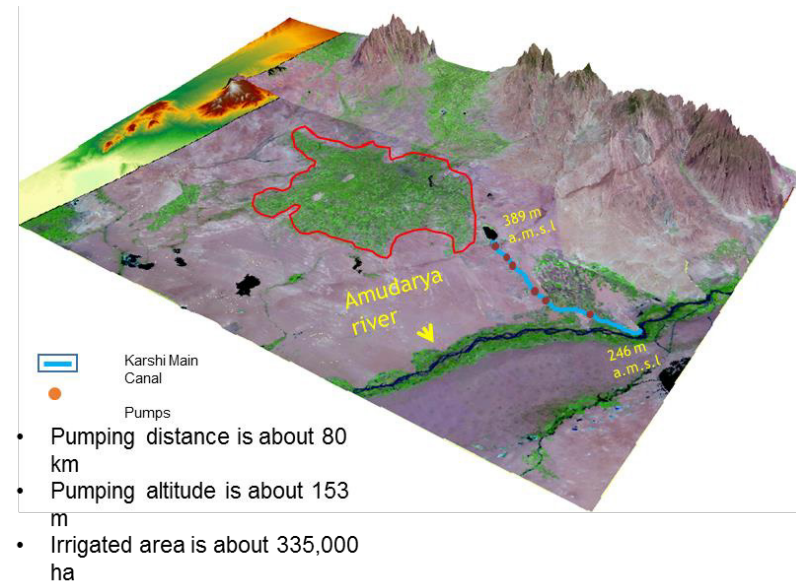 389 m
a.m.s.l
Amudarya
river
246 m
a.m.s.l
Karshi Main
Canal
Pumps
• Pumping distance is about 80
km
• Pumping altitude is about 153
m
• Irrigated area is about 335,000
ha